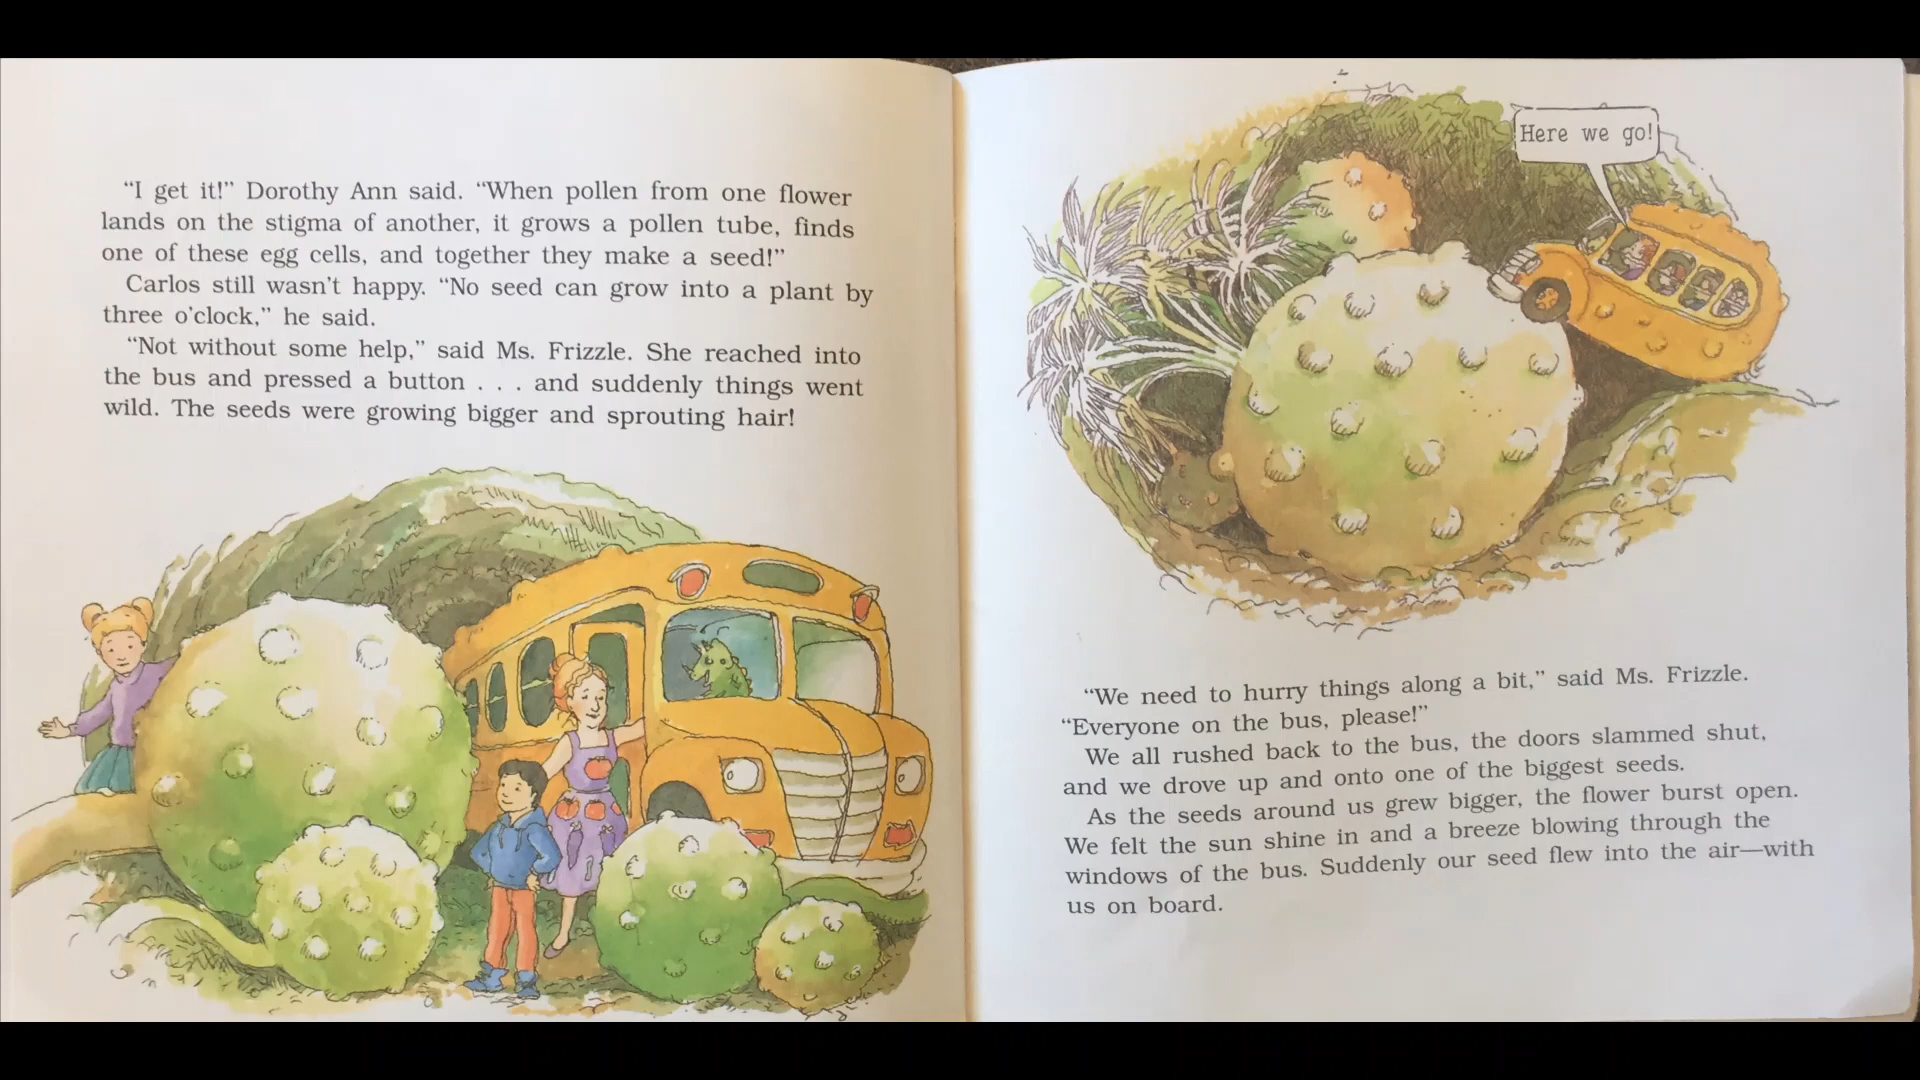 “I get it!” Dorothy Ann said. “When pollen from one flower
lands on the stigma of another, it grows a pollen tube, finds
one of these egg cells, and together they make a seed!”
Carlos still wasn’t happy. “No seed can grow into a plant by
three o’clock,” he said.
“Not without some help,” said Ms. Frizzle. She reached into
the bus and pressed a button . . . and suddenly things went
wild. The seeds were growing bigger and sprouting hair!
Here we go!
“We need to hurry things along a bit,” said Ms. Frizzle.
“Everyone on the bus, please!”
We all rushed back to the bus, the doors slammed shut,
and we drove up and onto one of the biggest seeds.
As the seeds around us grew bigger, the flower burst open.
We felt the sun shine in and a breeze blowing through the
windows of the bus. Suddenly our seed flew into the air—with
us on board.